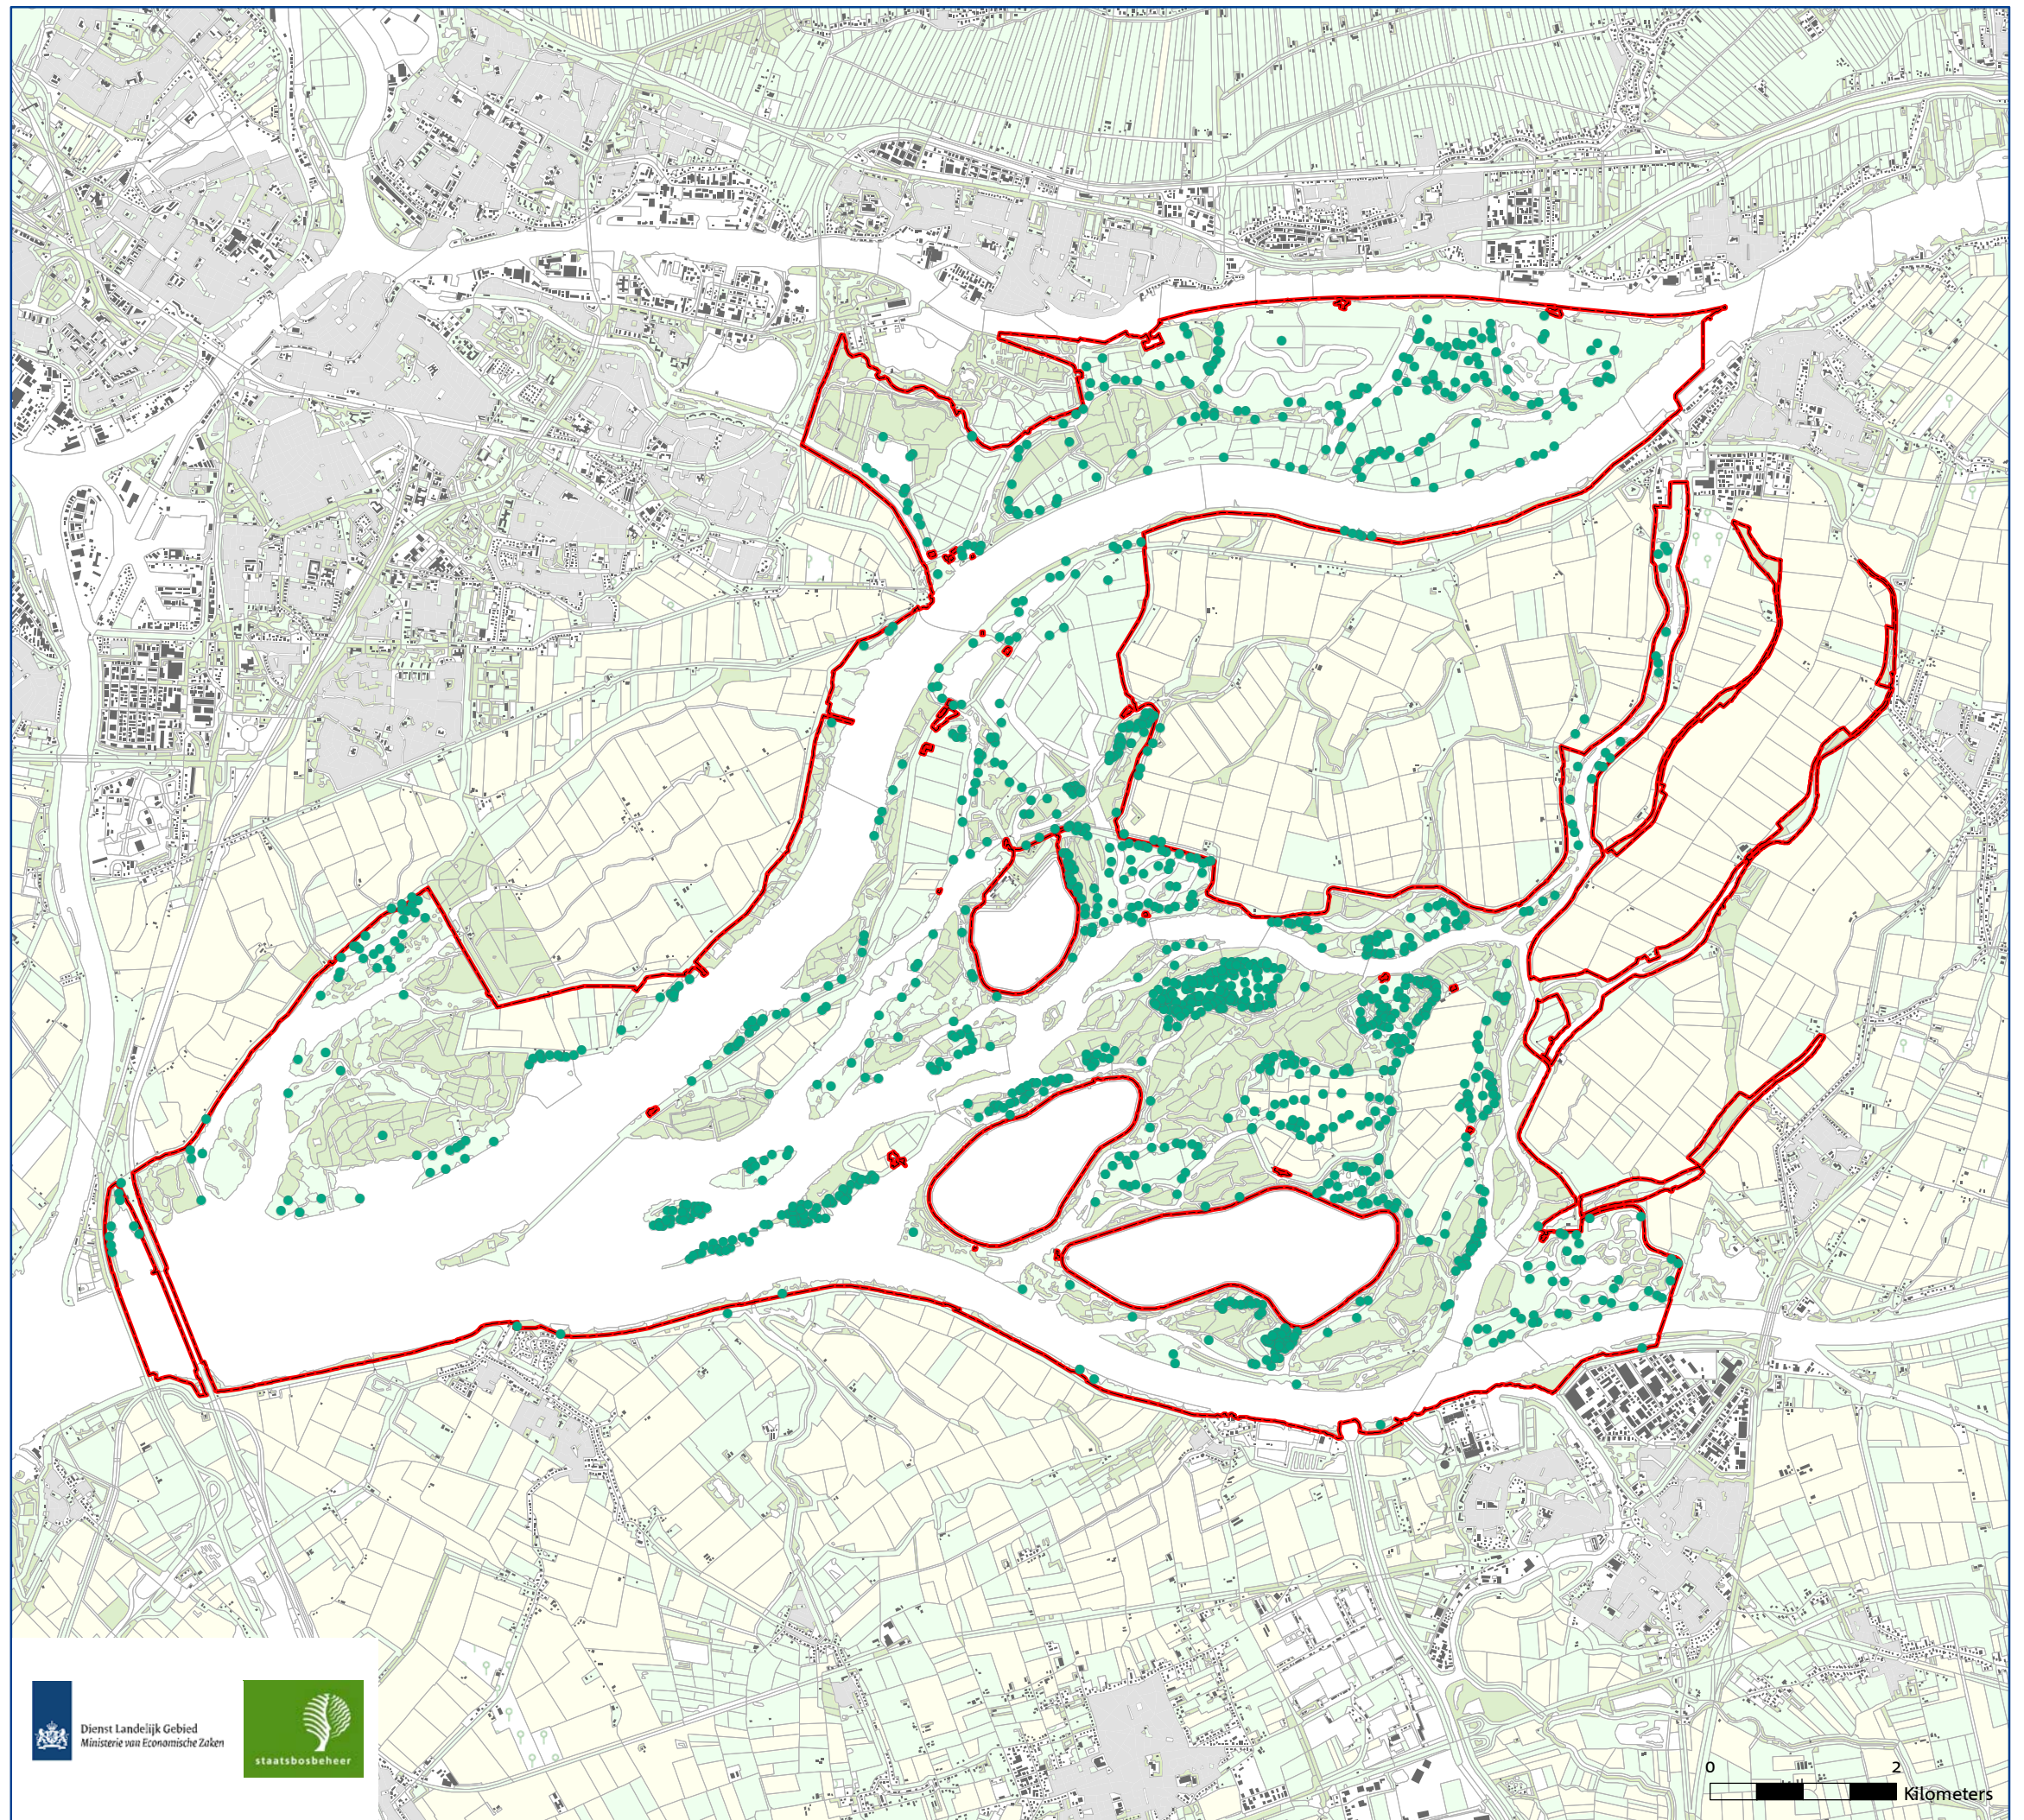 Dienst Landelijk Gebied
Ministerie van Economische Zaken
staatsbosbeheer
0 2
Kilometers